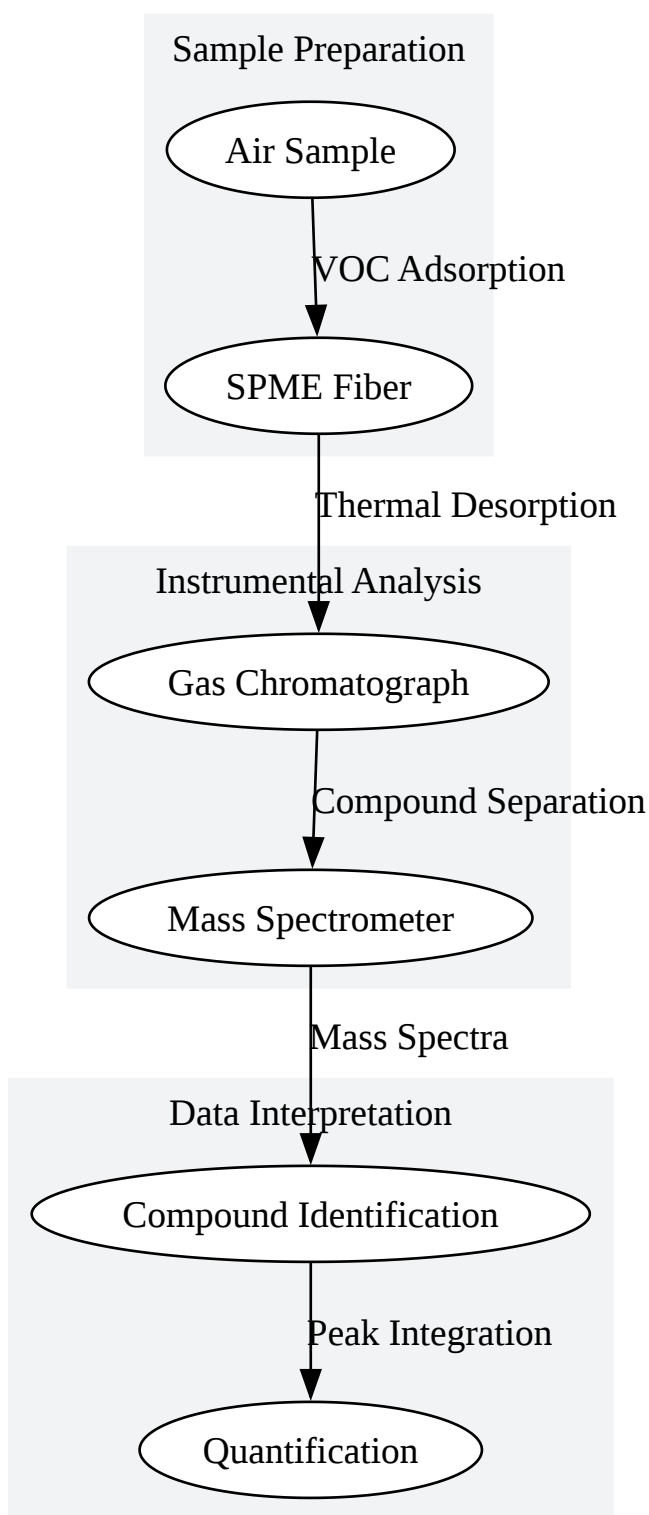 Sample Preparation
Air Sample
VOC Adsorption
SPME Fiber
Thermal Desorption
Instrumental Analysis
Gas Chromatograph
Compound Separation
Mass Spectrometer
Mass Spectra
Data Interpretation
Compound Identification
Peak Integration
Quantification